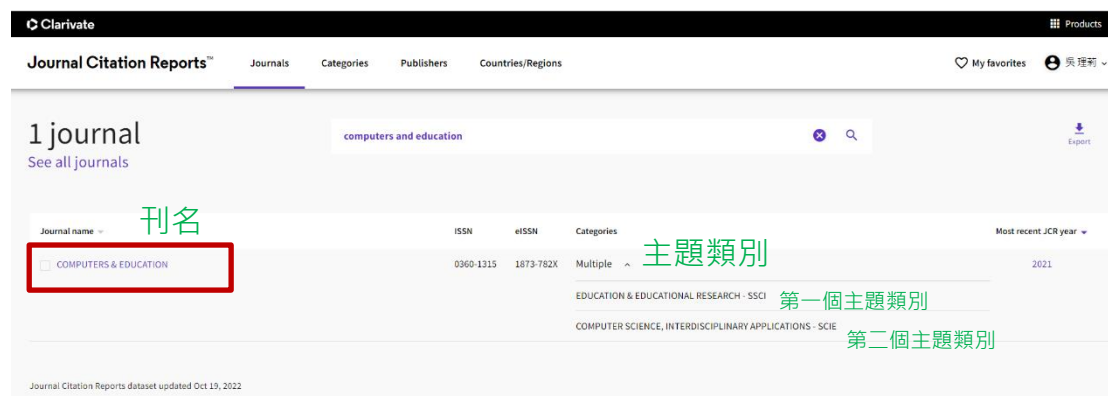 Clarivate
Products
Journal Citation Reports™ Journals Categories Publishers Countries/Regions My favorites 吳理莉
1 journal
computers and education
Export
See all journals
刊名
Journal name ISSN eISSN Categories Most recent JCR year
主題類別
COMPUTERS & EDUCATION 0360-1315 1873-782X Multiple 2021
EDUCATION & EDUCATIONAL RESEARCH - SSCI 第一個主題類別
COMPUTER SCIENCE, INTERDISCIPLINARY APPLICATIONS - SCIE
第二個主題類別
Journal Citation Reports dataset updated Oct 19, 2022